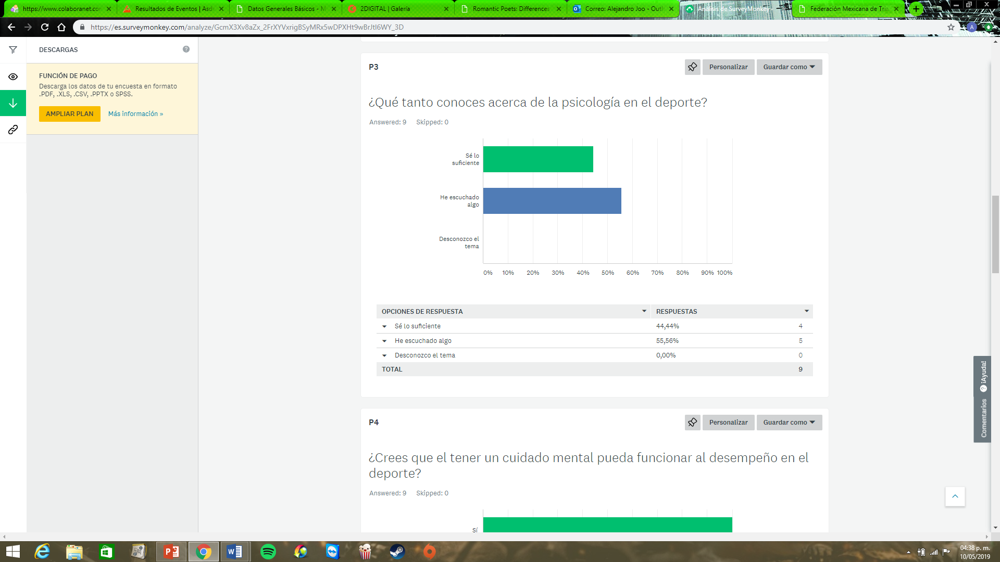 https://www.colaboranet.cor
Resultados de Eventos | Asd
Datos Generales Básicos - M
2DIGITAL | Galería
Romantic Poets: Differences
Correo: Alejandro Joo - Outl
Análisis de SurveyMonkey
Federación Mexicana de Tria
https://es.surveymonkey.com/analyze/GcmX3Xv8aZx_2FrXYVxrigBSyMRx5wDPXHt9wBrJtl6WY_3D
A
DESCARGAS
FUNCIÓN DE PAGO
Descarga los datos de tu encuesta en formato
.PDF, .XLS, .CSV, .PPTX o SPSS.
AMPLIAR PLAN Más información »
P3
Personalizar
Guardar como
¿Qué tanto conoces acerca de la psicología en el deporte?
Answered: 9 Skipped: 0
Sé lo
suficiente
He escuchado
algo
Desconozco el
tema
0% 10% 20% 30% 40% 50% 60% 70% 80% 90% 100%
OPCIONES DE RESPUESTA RESPUESTAS
Sé lo suficiente 44,44% 4
He escuchado algo 55,56% 5
Desconozco el tema 0,00% 0
TOTAL 9
P4
Personalizar
Guardar como
¿Crees que el tener un cuidado mental pueda funcionar al desempeño en el
deporte?
Answered: 9 Skipped: 0
Sí
Comentarios
¡Ayuda!
04:38 p. m.
10/05/2019